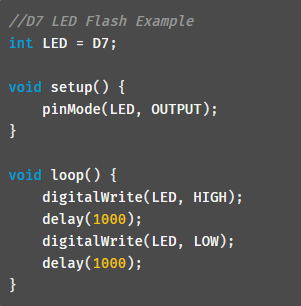 //D7 LED Flash Example
int LED = D7;
void setup() {
pinMode(LED, OUTPUT);
}
void loop() {
digitalWrite(LED, HIGH);
delay(1000);
digitalWrite(LED, LOW);
delay(1000);
}